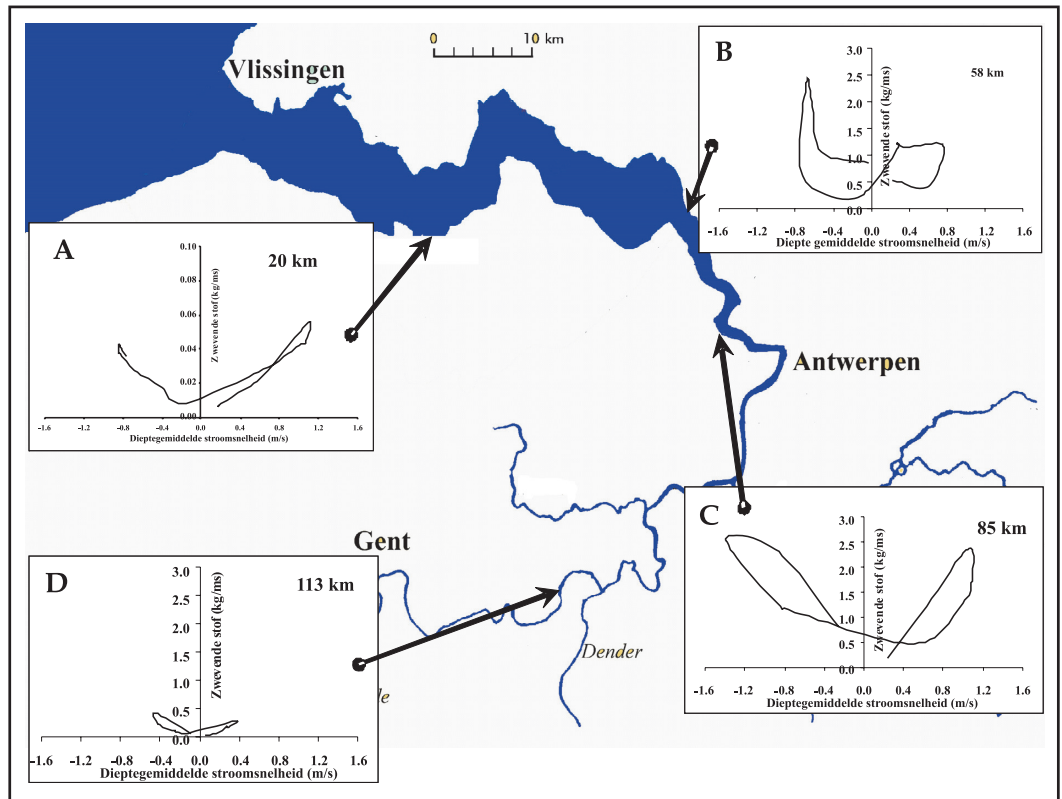 0 10 km
Vlissingen
B
58 km
3.0
2.5
2.0
1.5
1.0
0.5
0.0
Zwevende stof (kg/ms)
-1.6 -1.2 -0.8 -0.4 0.0 0.4 0.8 1.2 1.6
Diepte gemiddelde stroomsnelheid (m/s)
A
20 km
0.10
0.08
0.06
0.04
0.02
0.00
Zwevende stof (kg/ms)
-1.6 -1.2 -0.8 -0.4 0.0 0.4 0.8 1.2 1.6
Dieptegemiddelde stroomsnelheid (m/s)
Antwerpen
Gent
C
85 km
3.0
2.5
2.0
1.5
1.0
0.5
0.0
Zwevende stof (kg/ms)
-1.6 -1.2 -0.8 -0.4 0.0 0.4 0.8 1.2 1.6
Dieptegemiddelde stroomsnelheid (m/s)
D
113 km
3.0
2.5
2.0
1.5
1.0
0.5
0.0
Zwevende stof (kg/ms)
-1.6 -1.2 -0.8 -0.4 0.0 0.4 0.8 1.2 1.6
Dieptegemiddelde stroomsnelheid (m/s)
Dender
le